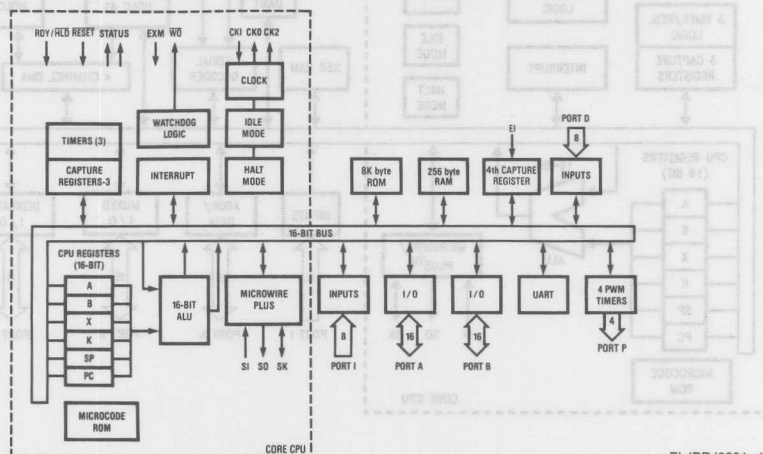 RDY/HLD RESET STATUS EXM WO CKI CKO CK2
CLOCK
WATCHDOG
LOGIC
IDLE
MODE
TIMERS (3)
CAPTURE
REGISTERS-3
INTERRUPT
HALT
MODE
EI
PORT D
8
8K byte
ROM
256 byte
RAM
4th CAPTURE
REGISTER
INPUTS
16-BIT BUS
CPU REGISTERS
(16-BIT)
A
B
X
K
SP
PC
16-BIT
ALU
MICROWIRE
PLUS
SI SO SK
INPUTS
8
PORT I
I/O
16
PORT A
I/O
16
PORT B
UART
4 PWM
TIMERS
4
PORT P
MICROCODE
ROM
CORE CPU